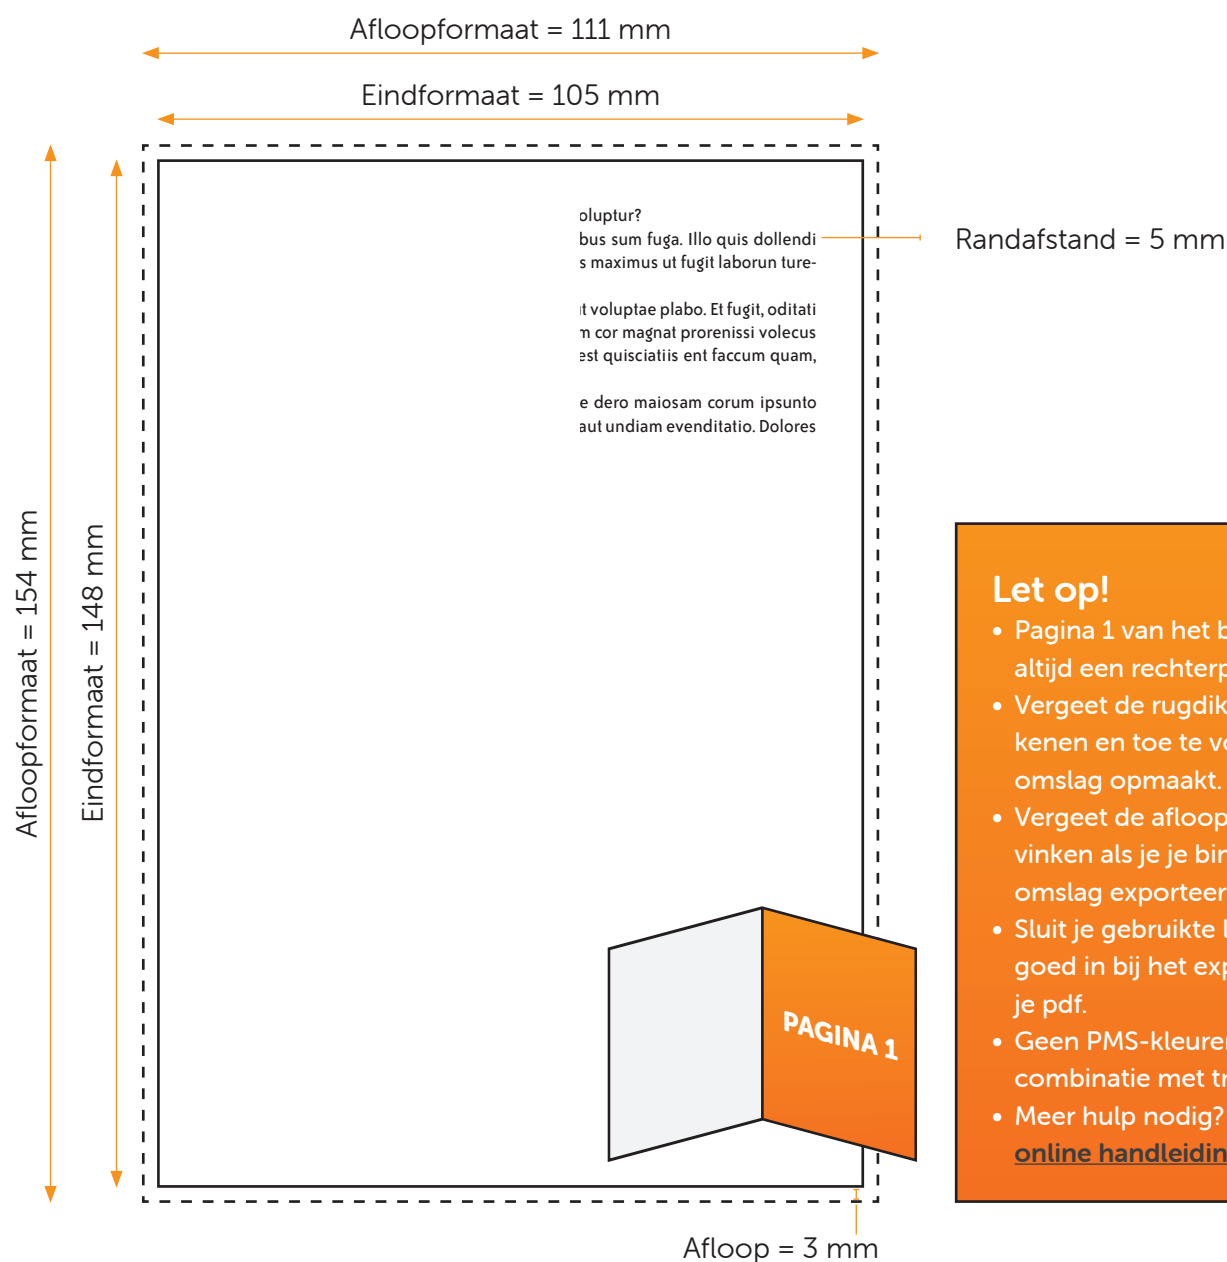 Afloopformaat = 111 mm
Eindformaat = 105 mm
Afloopformaat = 154 mm
Eindformaat = 148 mm
oluptur?
bus sum fuga. Illo quis dollendi
s maximus ut fugit laborun ture-
t voluptae plabo. Et fugit, oditati
m cor magnat prorenissi volecus
est quisciatiis ent faccum quam,
e dero maiosam corum ipsunto
aut undiam evenditatio. Dolores
Randafstand = 5 mm
Let op!
• Pagina 1 van het b
altijd een rechterp
• Vergeet de rugdik
kenen en toe te vo
omslag opmaakt.
• Vergeet de afloop
vinken als je je bin
omslag exporteer
• Sluit je gebruikte l
goed in bij het exp
je pdf.
• Geen PMS-kleuren
combinatie met tr
• Meer hulp nodig?
online handleidin
PAGINA 1
Afloop = 3 mm